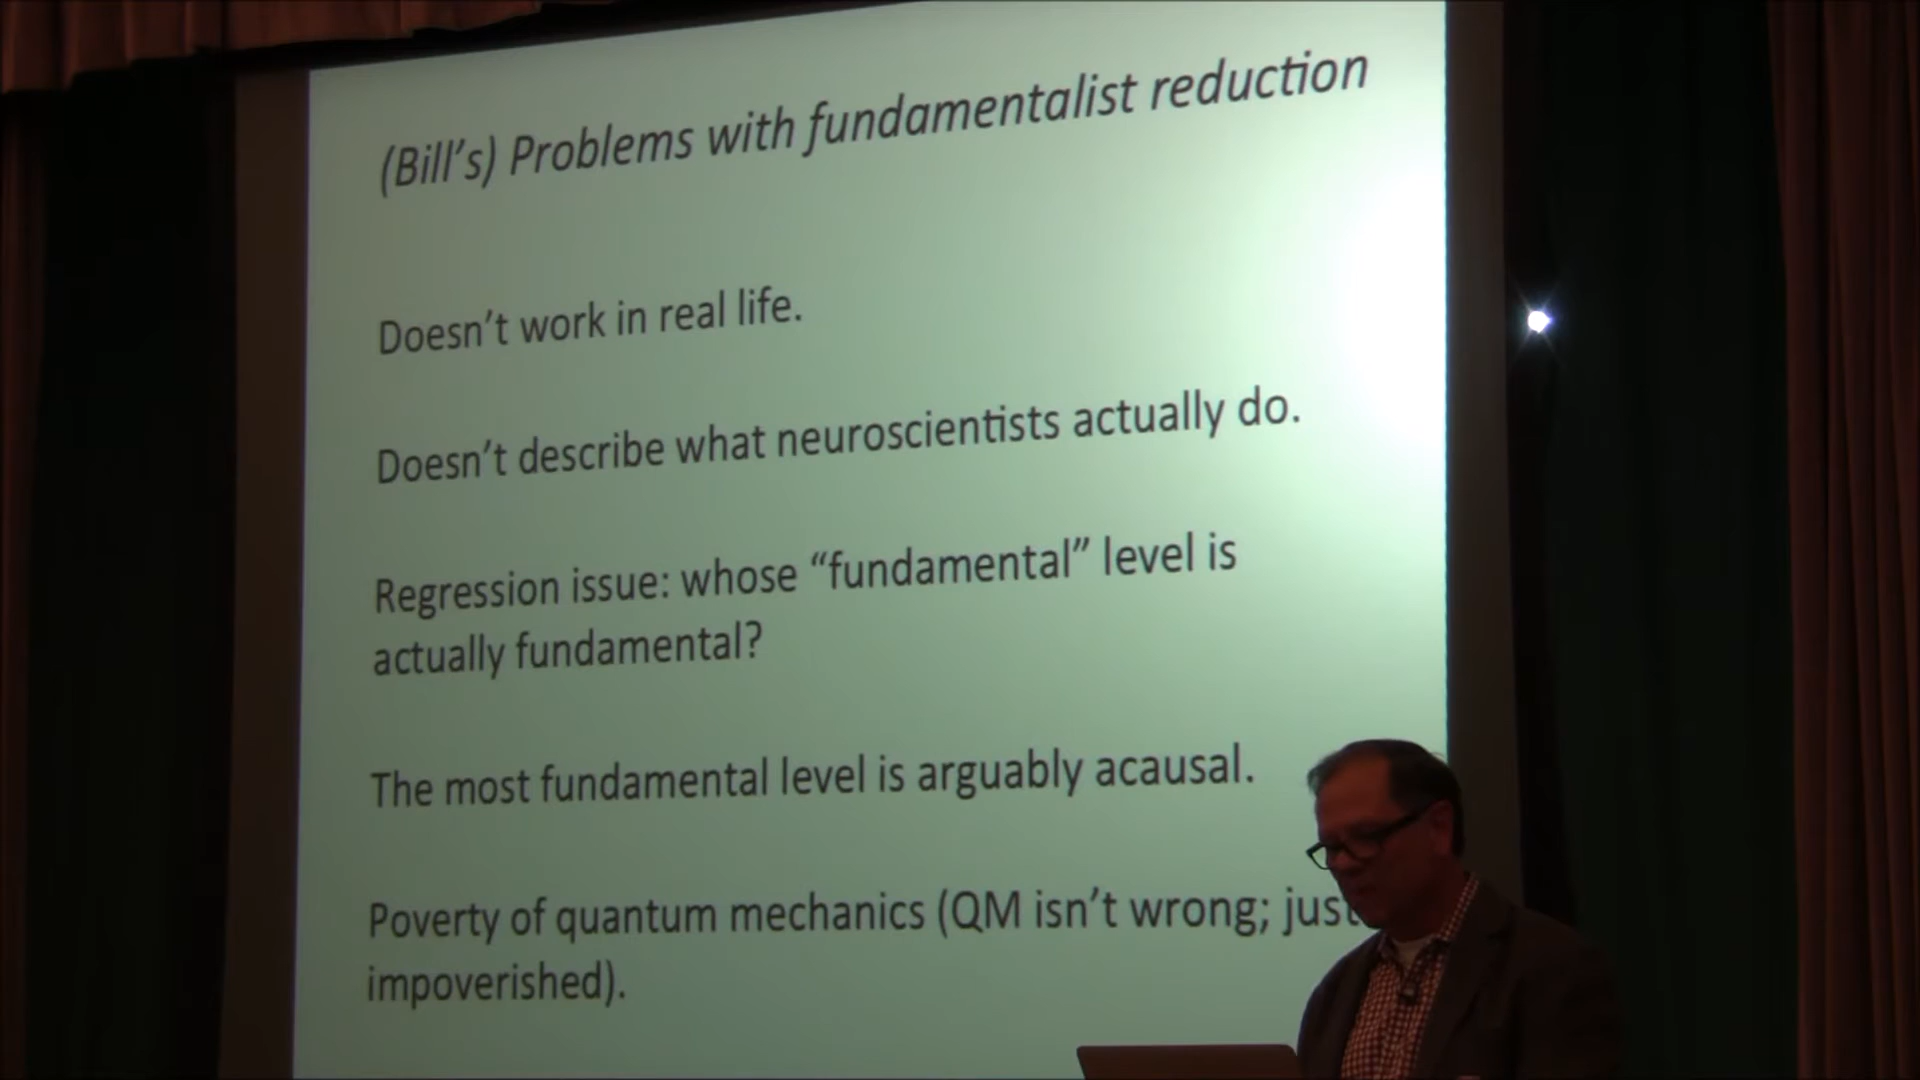 (Bill’s) Problems with fundamentalist reduction
Doesn’t work in real life.
Doesn’t describe what neuroscientists actually do.
Regression issue: whose “fundamental” level is
actually fundamental?
The most fundamental level is arguably acausal.
Poverty of quantum mechanics (QM isn’t wrong; just
impoverished).